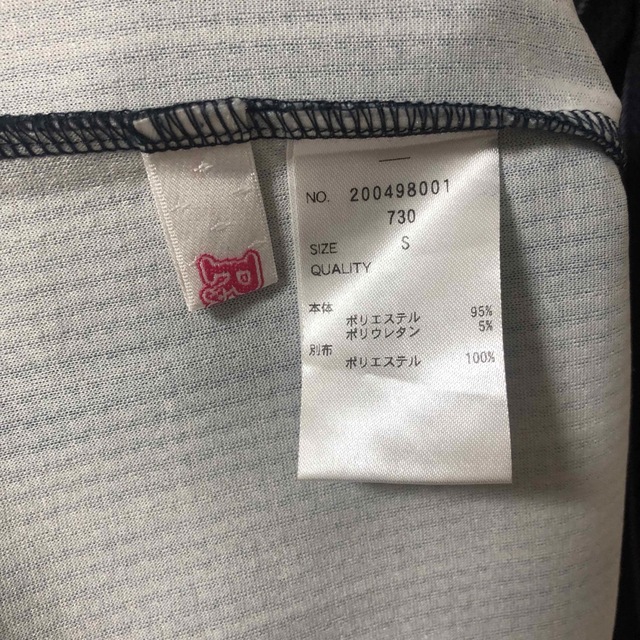 NO. 200498001
730
SIZE S
QUALITY
本体
ポリエステル 95%
ポリウレタン 5%
別布
ポリエステル 100%